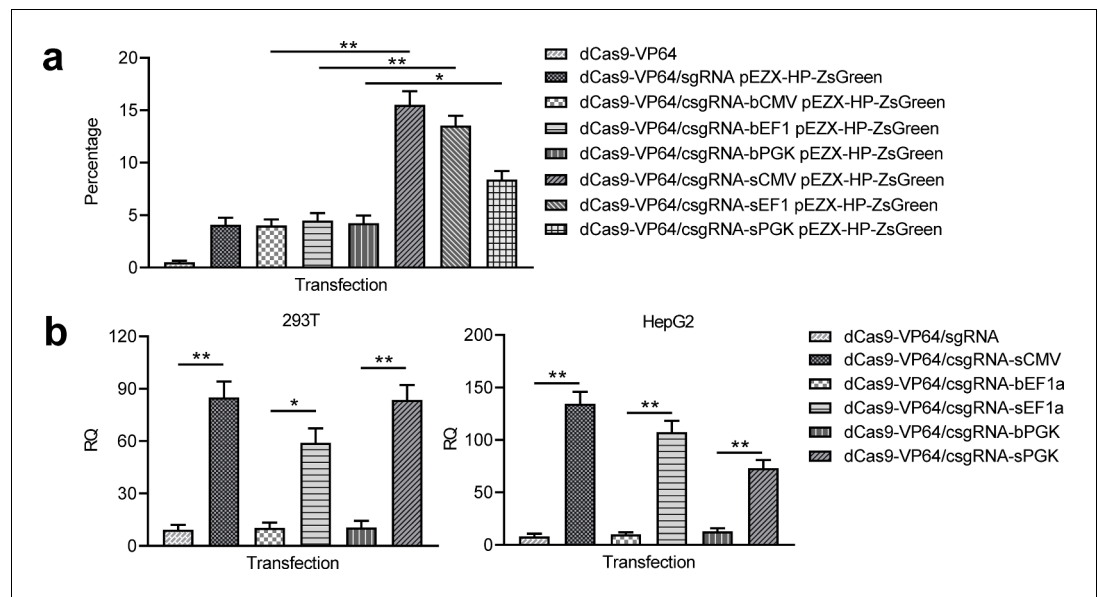 a
**
**
*
20
15
10
5
0
Percentage
Transfection
dCas9-VP64
dCas9-VP64/sgRNA pEZX-HP-ZsGreen
dCas9-VP64/csgRNA-bCMV pEZX-HP-ZsGreen
dCas9-VP64/csgRNA-bEF1 pEZX-HP-ZsGreen
dCas9-VP64/csgRNA-bPGK pEZX-HP-ZsGreen
dCas9-VP64/csgRNA-sCMV pEZX-HP-ZsGreen
dCas9-VP64/csgRNA-sEF1 pEZX-HP-ZsGreen
dCas9-VP64/csgRNA-sPGK pEZX-HP-ZsGreen
b
293T
120
90
60
30
0
RQ
**
*
**
Transfection
HepG2
200
150
100
50
0
RQ
**
**
**
Transfection
dCas9-VP64/sgRNA
dCas9-VP64/csgRNA-sCMV
dCas9-VP64/csgRNA-bEF1a
dCas9-VP64/csgRNA-sEF1a
dCas9-VP64/csgRNA-bPGK
dCas9-VP64/csgRNA-sPGK